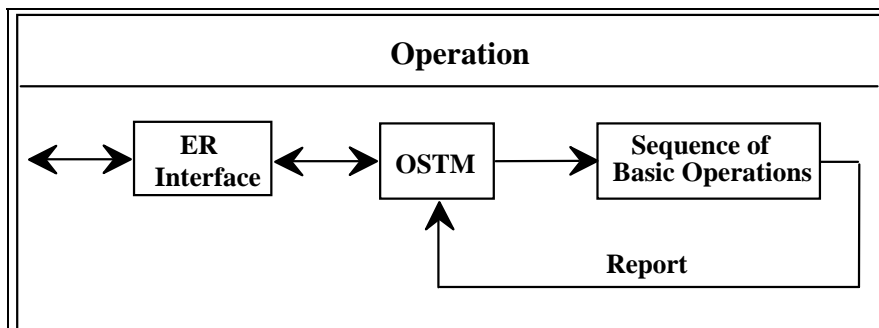 Operation
ER
Interface
OSTM
Sequence of
Basic Operations
Report